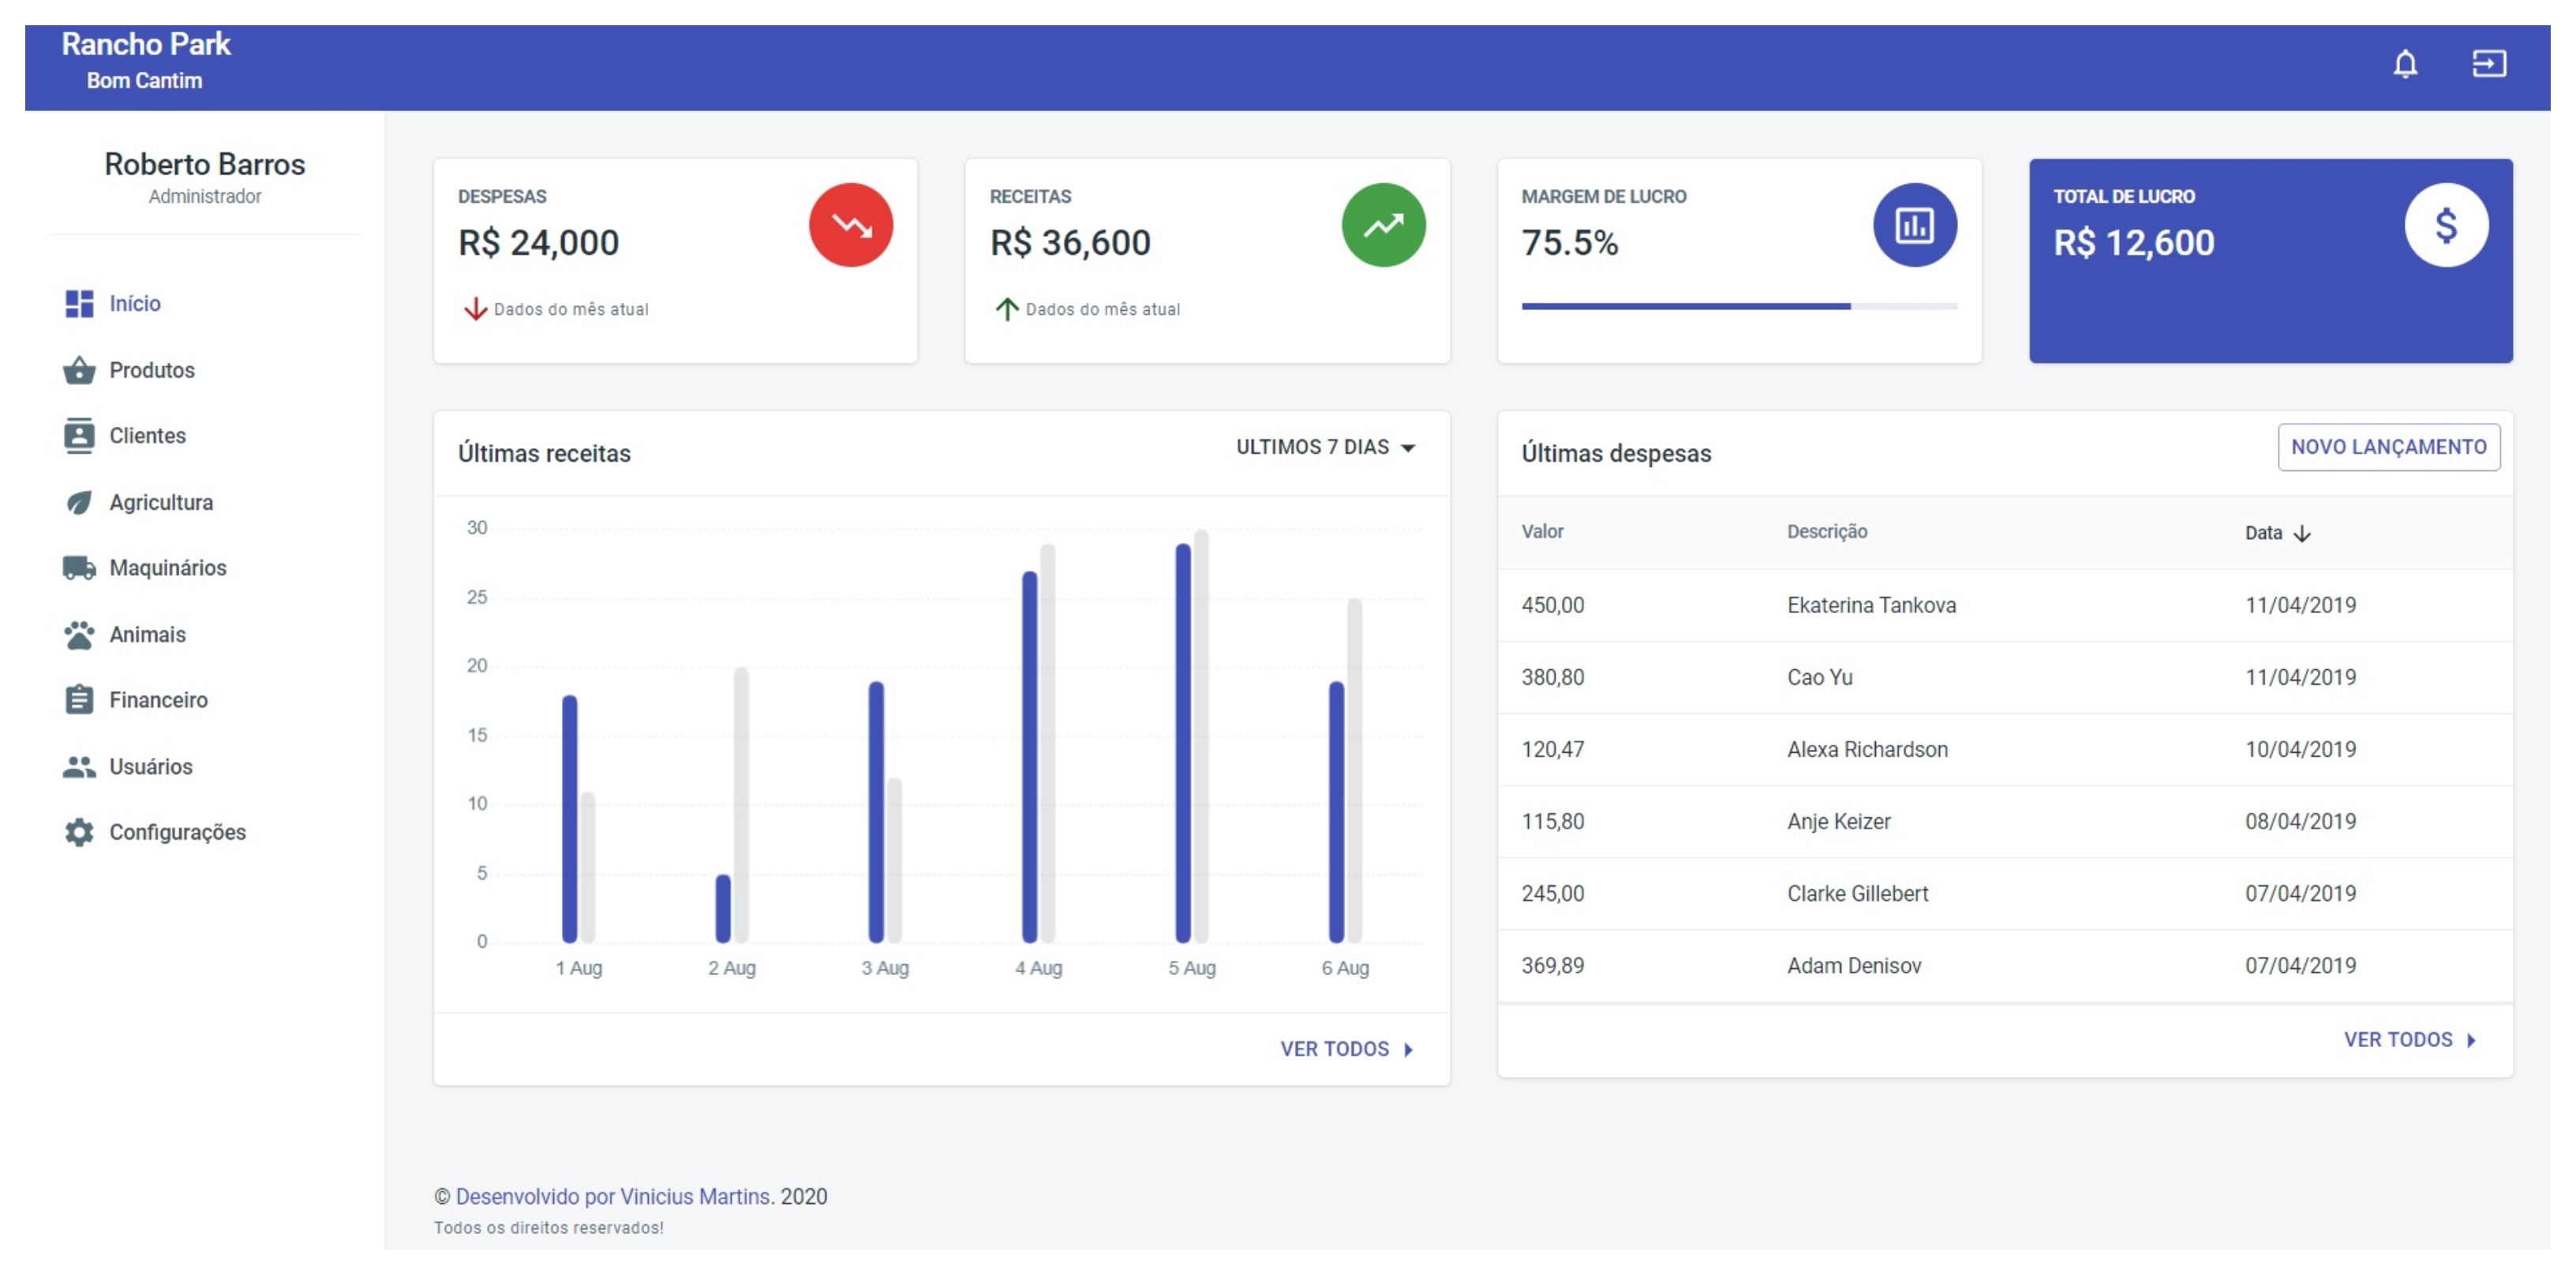 Rancho Park
Bom Cantim
Roberto Barros
Administrador
Início
Produtos
Clientes
Agricultura
Maquinários
Animais
Financeiro
Usuários
Configurações
DESPESAS
R$ 24,000
Dados do mês atual
RECEITAS
R$ 36,600
Dados do mês atual
MARGEM DE LUCRO
75.5%
TOTAL DE LUCRO
R$ 12,600
$
Últimas receitas
ULTIMOS 7 DIAS
30
25
20
15
10
5
0
1 Aug 2 Aug 3 Aug 4 Aug 5 Aug 6 Aug
VER TODOS
Últimas despesas
NOVO LANÇAMENTO
Valor Descrição Data
450,00 Ekaterina Tankova 11/04/2019
380,80 Cao Yu 11/04/2019
120,47 Alexa Richardson 10/04/2019
115,80 Anje Keizer 08/04/2019
245,00 Clarke Gillebert 07/04/2019
369,89 Adam Denisov 07/04/2019
VER TODOS
© Desenvolvido por Vinicius Martins. 2020
Todos os direitos reservados!